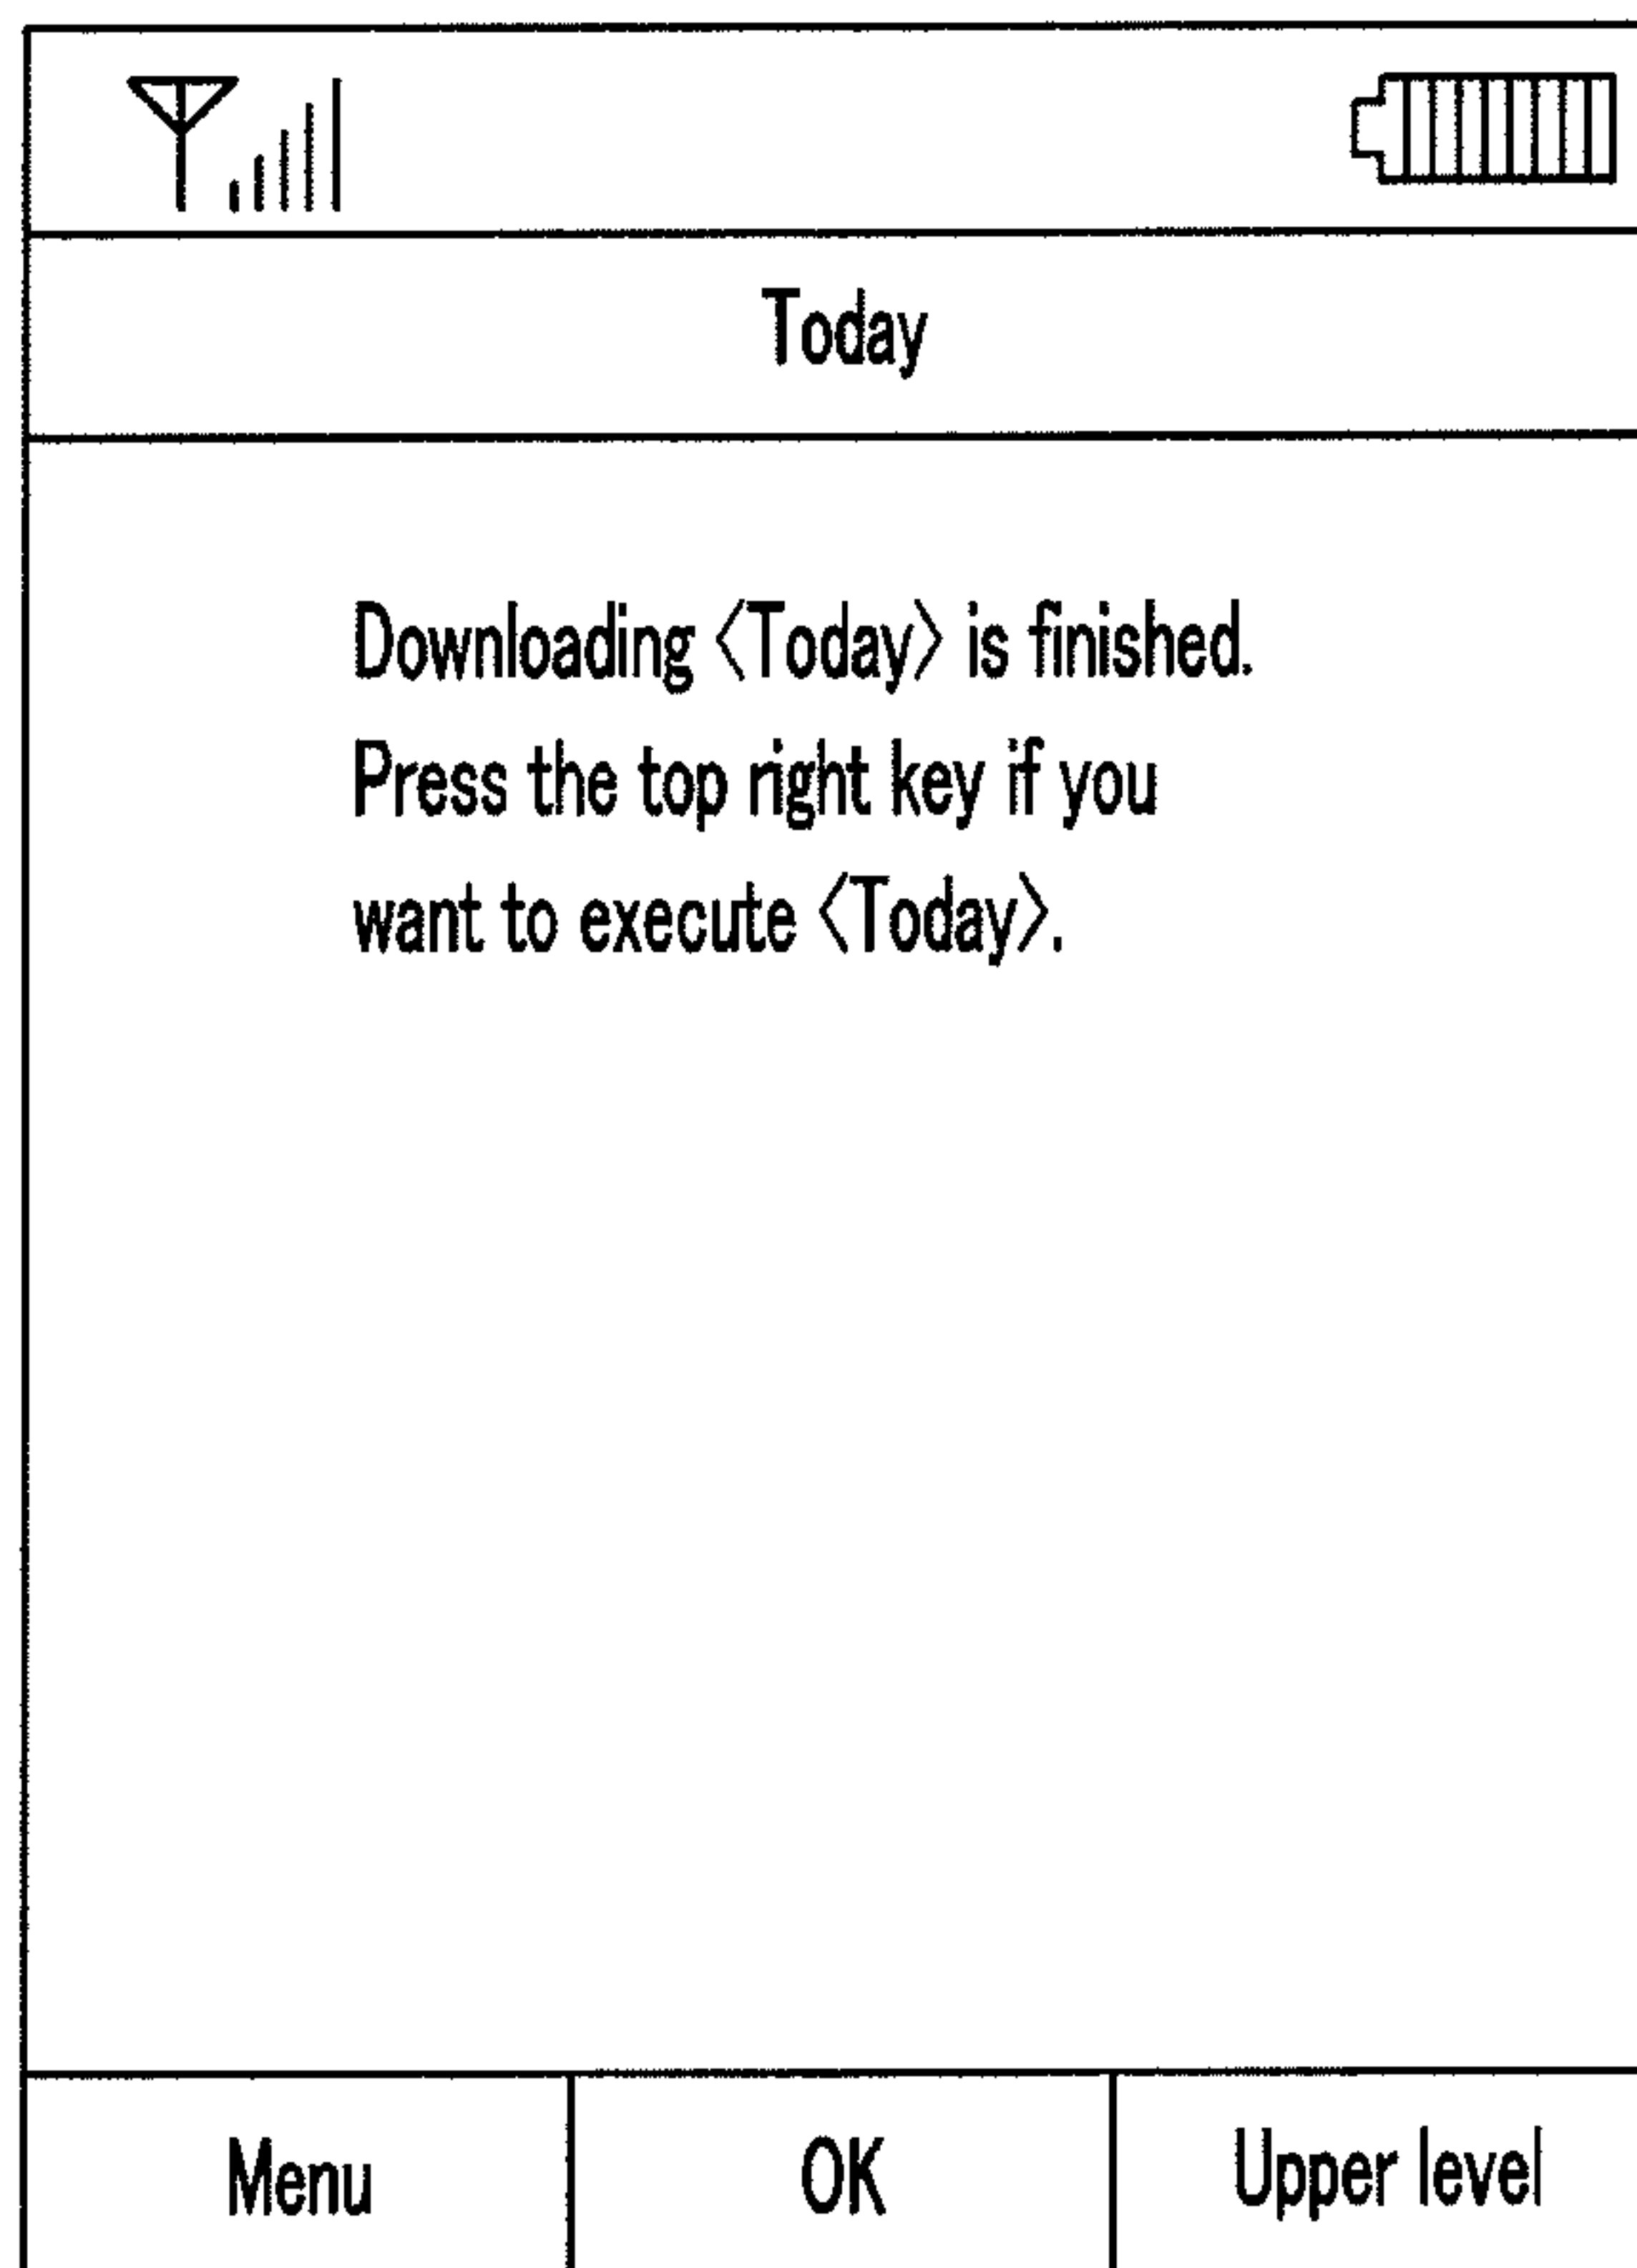 Today
Downloading 〈Today〉 is finished.
Press the top right key if you
want to execute 〈Today〉.
Menu
OK
Upper level